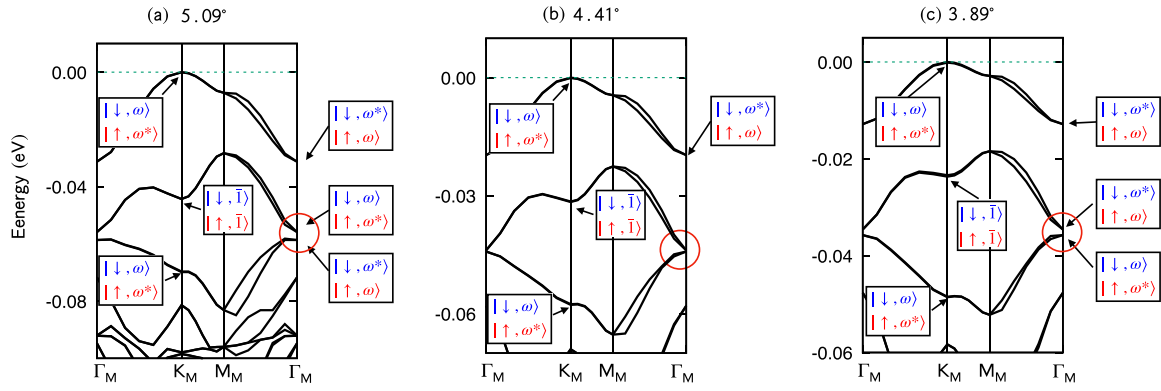 (a) 5.09°
(b) 4.41°
(c) 3.89°
Eenergy (eV)
0.00
-0.04
-0.08
|↓, ω⟩
|↑, ω*⟩
|↓, 1̄⟩
|↑, 1̄⟩
|↓, ω⟩
|↑, ω*⟩
|↓, ω*⟩
|↑, ω⟩
|↓, ω⟩
|↑, ω*⟩
|↓, ω*⟩
|↑, ω⟩
Γ_M K_M M_M Γ_M
0.00
-0.03
-0.06
|↓, ω⟩
|↑, ω*⟩
|↓, 1̄⟩
|↑, 1̄⟩
|↓, ω⟩
|↑, ω*⟩
|↓, ω*⟩
|↑, ω⟩
Γ_M K_M M_M Γ_M
0.00
-0.02
-0.04
-0.06
|↓, ω⟩
|↑, ω*⟩
|↓, 1̄⟩
|↑, 1̄⟩
|↓, ω⟩
|↑, ω*⟩
|↓, ω*⟩
|↑, ω⟩
|↓, ω*⟩
|↑, ω⟩
|↓, ω⟩
|↑, ω*⟩
Γ_M K_M M_M Γ_M